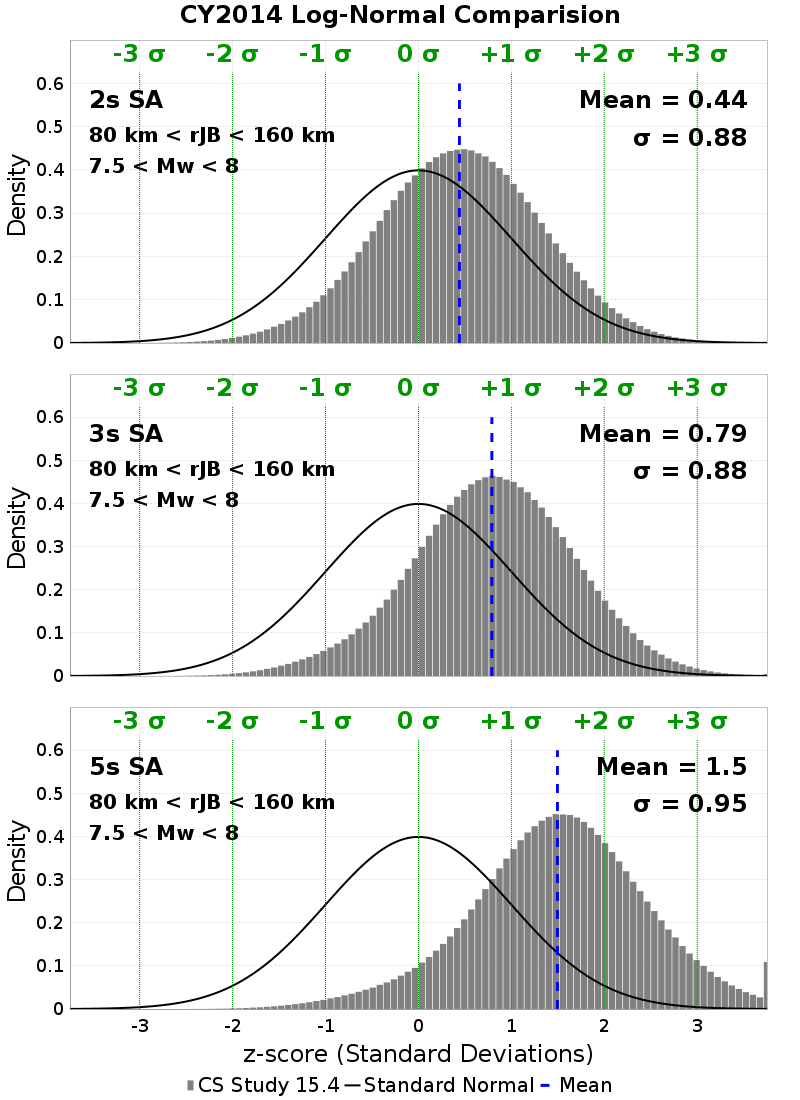 CY2014 Log-Normal Comparision
-3 σ -2 σ -1 σ 0 σ +1 σ +2 σ +3 σ
0.6
2s SA Mean = 0.44
0.5
80 km < rJB < 160 km σ = 0.88
7.5 < Mw < 8
0.4
0.3
Density
0.2
0.1
0
-3 σ -2 σ -1 σ 0 σ +1 σ +2 σ +3 σ
0.6
3s SA Mean = 0.79
0.5
80 km < rJB < 160 km σ = 0.88
7.5 < Mw < 8
0.4
0.3
Density
0.2
0.1
0
-3 σ -2 σ -1 σ 0 σ +1 σ +2 σ +3 σ
0.6
5s SA Mean = 1.5
0.5
80 km < rJB < 160 km σ = 0.95
7.5 < Mw < 8
0.4
0.3
Density
0.2
0.1
0
-3 -2 -1 0 1 2 3
z-score (Standard Deviations)
CS Study 15.4 Standard Normal Mean